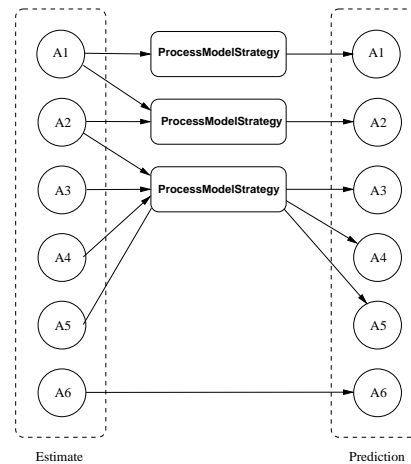 A1 ProcessModelStrategy A1
A2 ProcessModelStrategy A2
A3 ProcessModelStrategy A3
A4 A4
A5 A5
A6 A6
Estimate Prediction